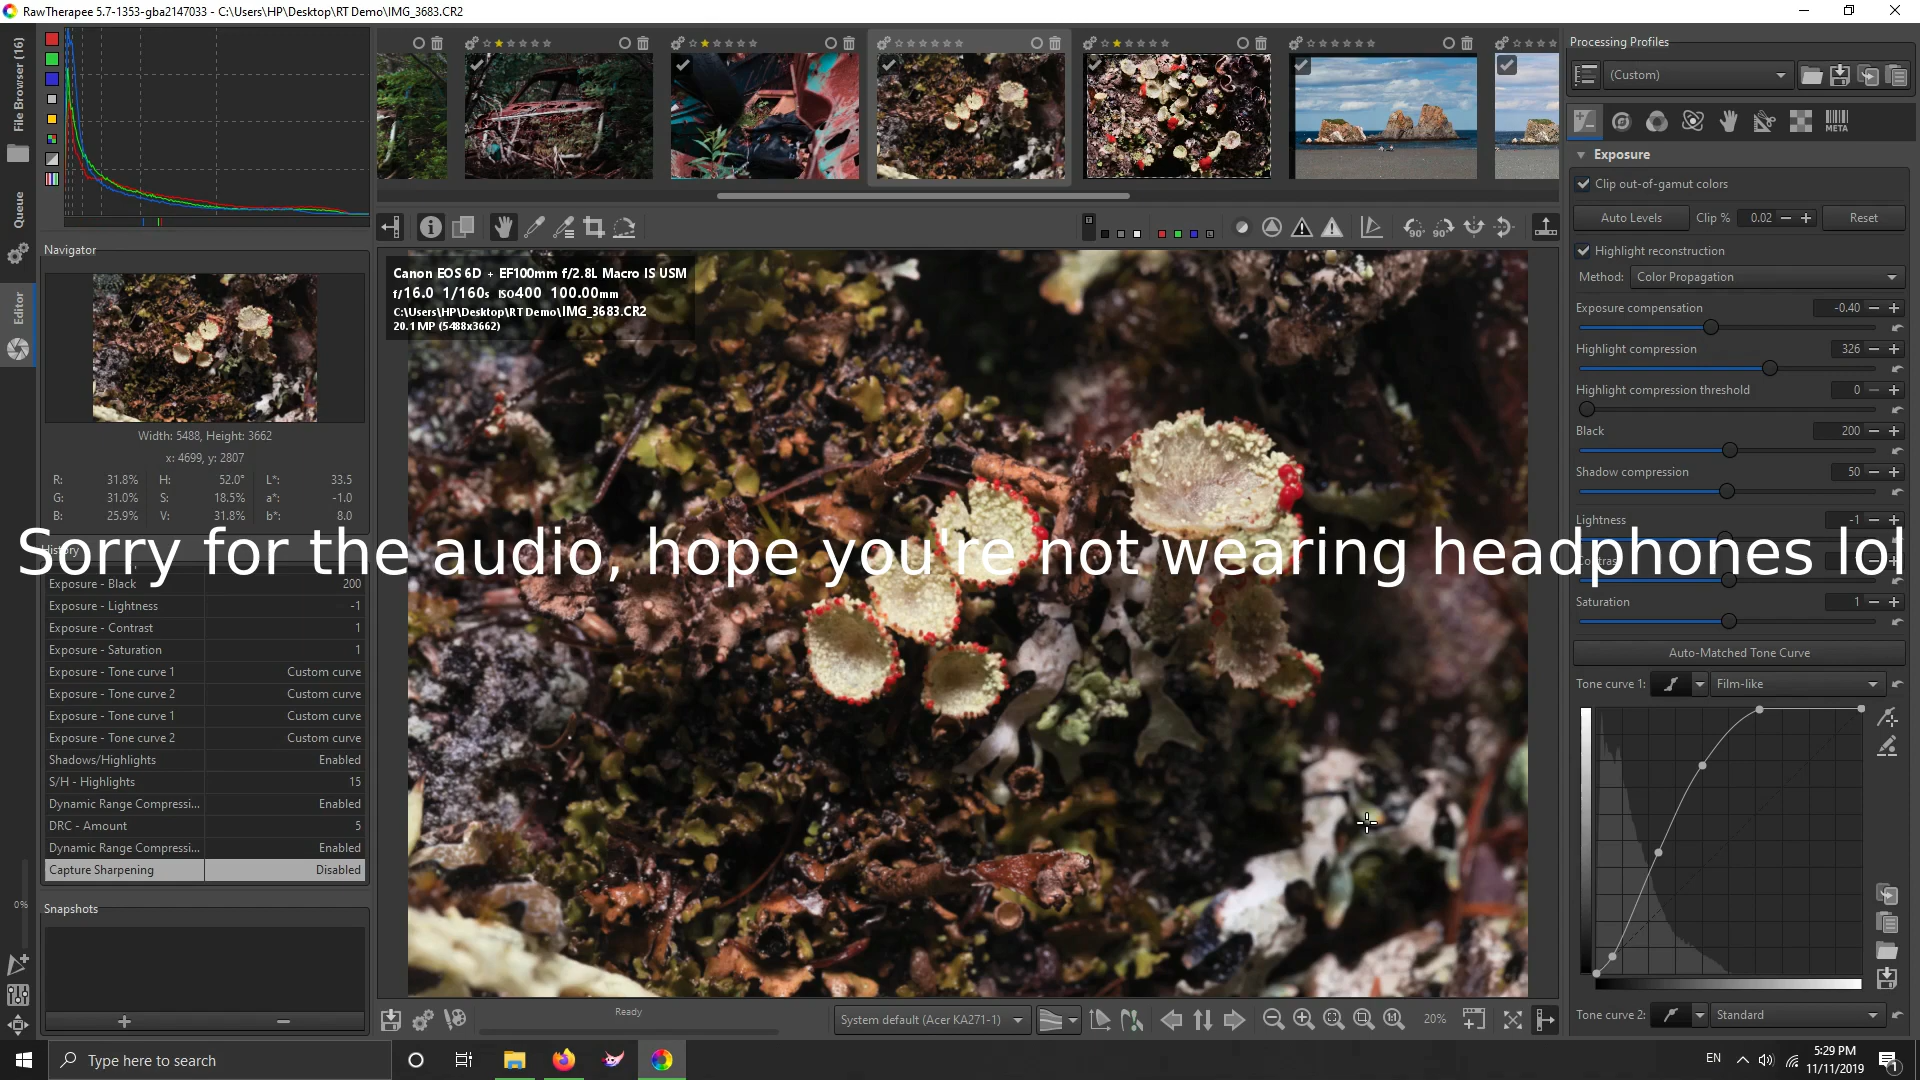 RawTherapee 5.7-1353-gba2147033 - C:\Users\HP\Desktop\RT Demo\IMG_3683.CR2
File Browser (16)
Queue
Editor
0%
Navigator
Width: 5488, Height: 3662
x: 4699, y: 2807
R: 31.8% H: 52.0° L*: 33.5
G: 31.0% S: 18.5% a*: -1.0
B: 25.9% V: 31.8% b*: 8.0
History
Exposure - Black 200
Exposure - Lightness -1
Exposure - Contrast 1
Exposure - Saturation 1
Exposure - Tone curve 1 Custom curve
Exposure - Tone curve 2 Custom curve
Exposure - Tone curve 1 Custom curve
Exposure - Tone curve 2 Custom curve
Shadows/Highlights Enabled
S/H - Highlights 15
Dynamic Range Compressi... Enabled
DRC - Amount 5
Dynamic Range Compressi... Enabled
Capture Sharpening Disabled
Snapshots
Canon EOS 6D + EF100mm f/2.8L Macro IS USM
f/16.0 1/160s ISO400 100.00mm
C:\Users\HP\Desktop\RT Demo\IMG_3683.CR2
20.1 MP (5488x3662)
Sorry for the audio, hope you're not wearing headphones lol
90° 90°
Ready
System default (Acer KA271-1)
1:1
20%
Processing Profiles
(Custom)
META
Exposure
Clip out-of-gamut colors
Auto Levels Clip % 0.02 Reset
Highlight reconstruction
Method: Color Propagation
Exposure compensation -0.40
Highlight compression 326
Highlight compression threshold 0
Black 200
Shadow compression 50
Lightness -1
Contrast
Saturation 1
Auto-Matched Tone Curve
Tone curve 1: Film-like
Tone curve 2: Standard
Type here to search
EN
5:29 PM
11/11/2019
1